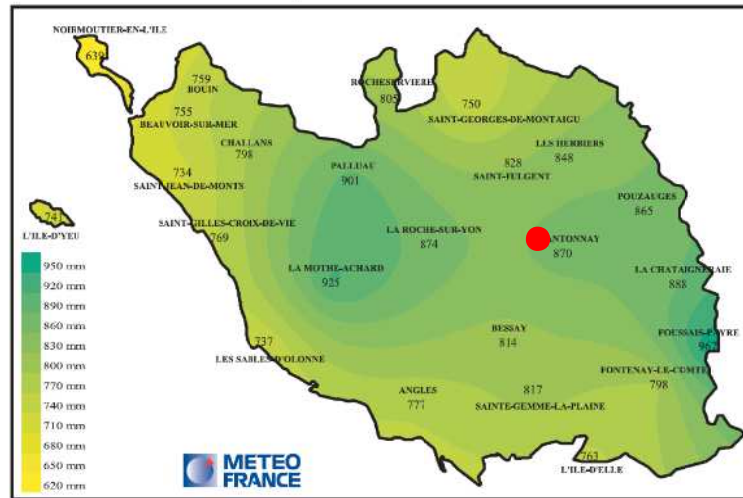 NOIRMOUTIER-EN-L'ILE
639
759
BOUIN
755
BEAUVOIR-SUR-MER
ROCHESERVIERE
805
750
SAINT-GEORGES-DE-MONTAIGU
CHALLANS
798
LES HERBIERS
848
828
SAINT-FULGENT
PALLUAU
901
734
SAINT JEAN-DE-MONTS
POUZAUGES
865
741
L'ILE-D'YEU
SAINT-GILLES-CROIX-DE-VIE
769
LA ROCHE-SUR-YON
874
ANTONNAY
870
LA MOTHE-ACHARD
925
LA CHATAIGNERAIE
888
BESSAY
814
FOUSSAIS-PAYRE
967
737
LES SABLES-D'OLONNE
FONTENAY-LE-COMTE
798
ANGLES
777
817
SAINTE-GEMME-LA-PLAINE
763
L'ILE-D'ELLE
950 mm
920 mm
890 mm
860 mm
830 mm
800 mm
770 mm
740 mm
710 mm
680 mm
650 mm
620 mm
METEO
FRANCE